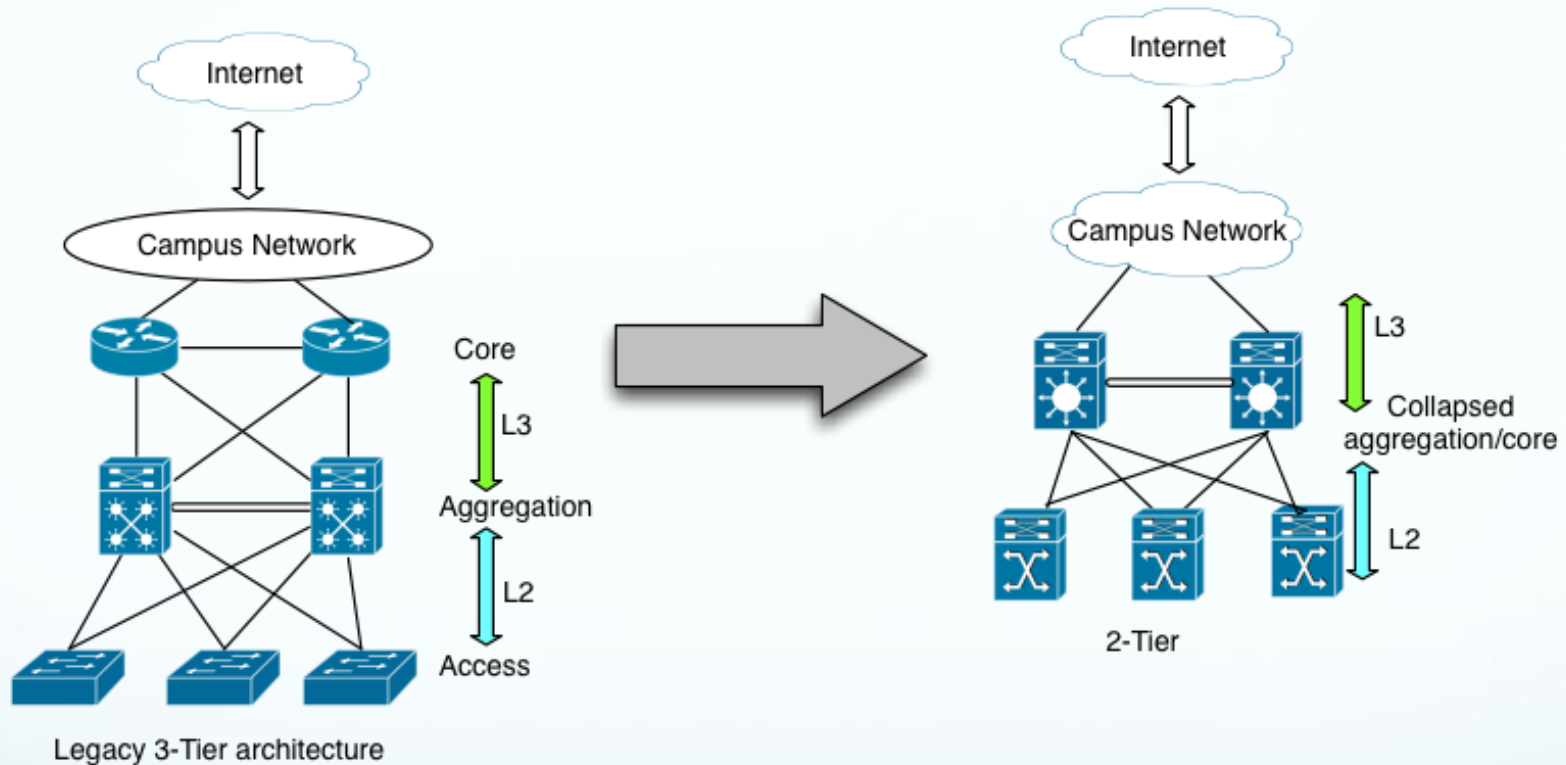 Internet
Campus Network
Core
L3
Aggregation
L2
Access
Legacy 3-Tier architecture
Internet
Campus Network
L3
Collapsed
aggregation/core
L2
2-Tier